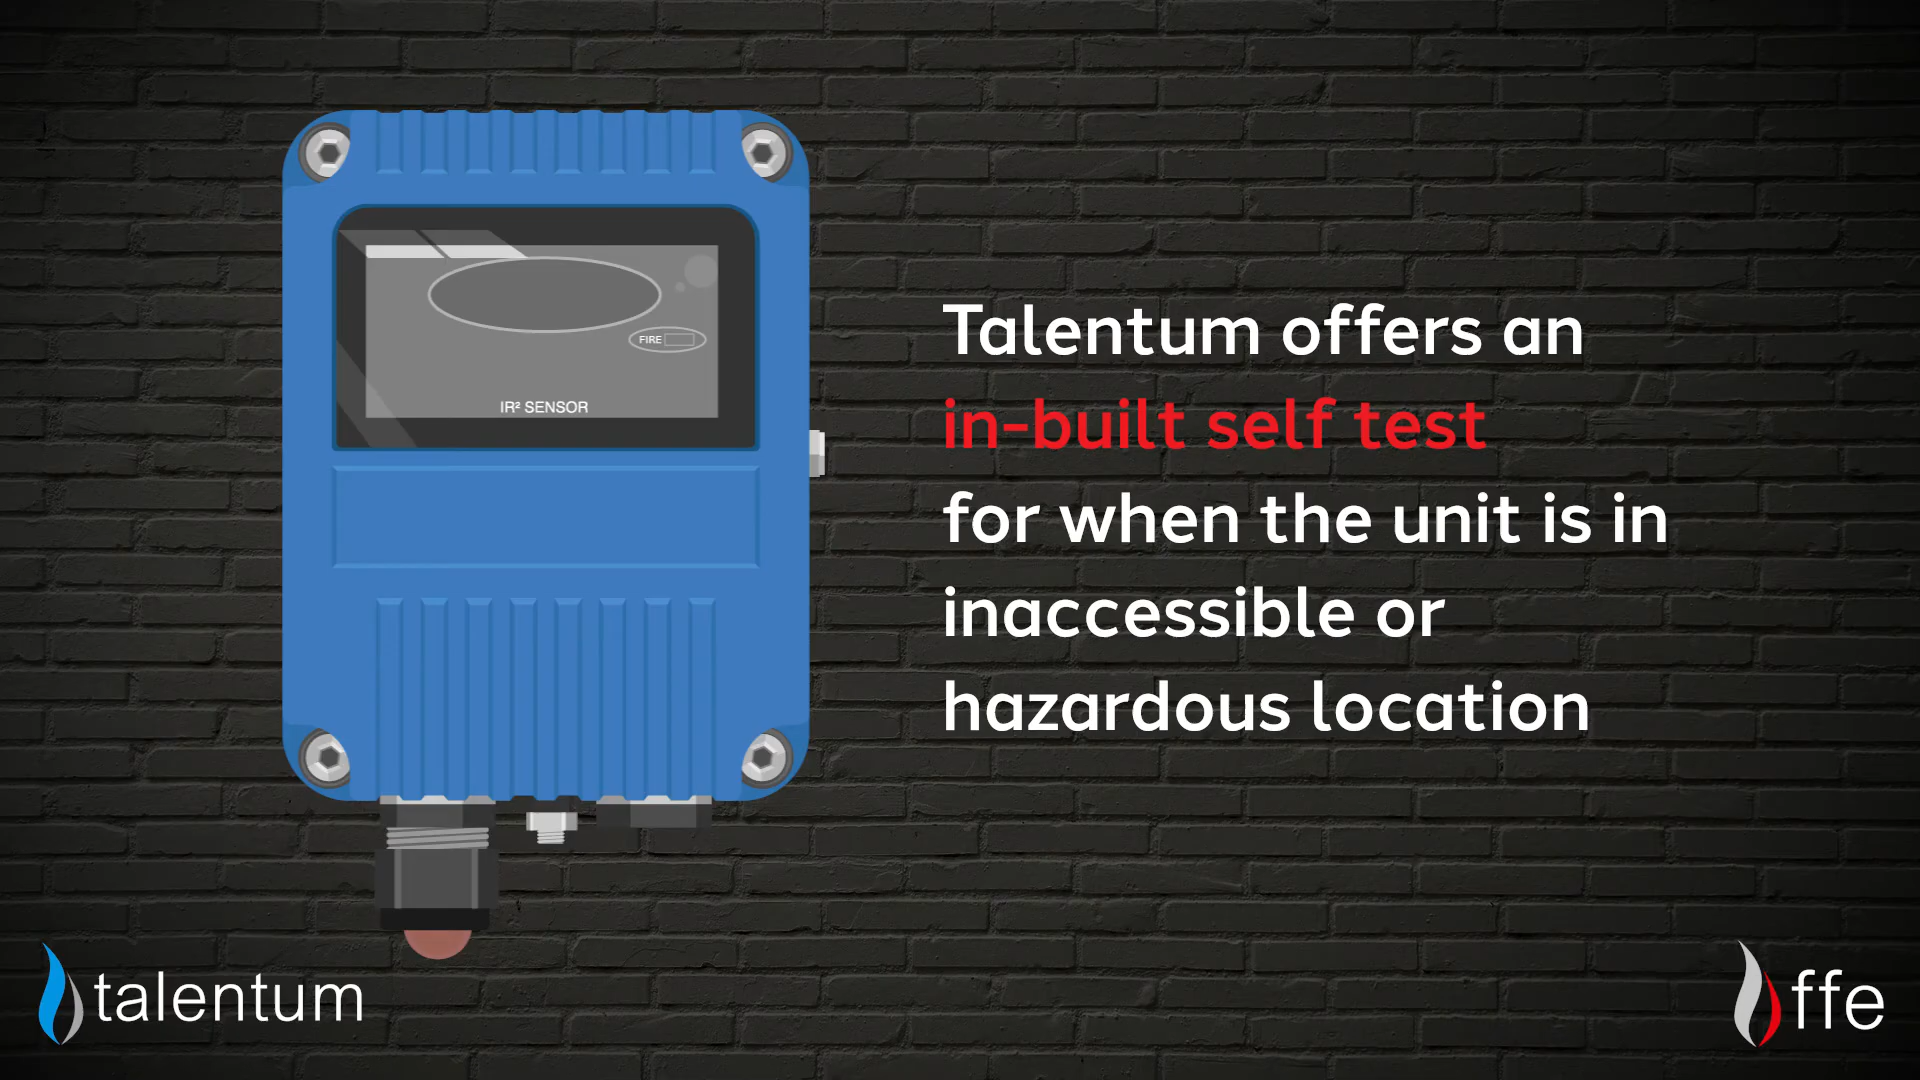 FIRE
IR² SENSOR
Talentum offers an
in-built self test
for when the unit is in
inaccessible or
hazardous location
talentum
ffe